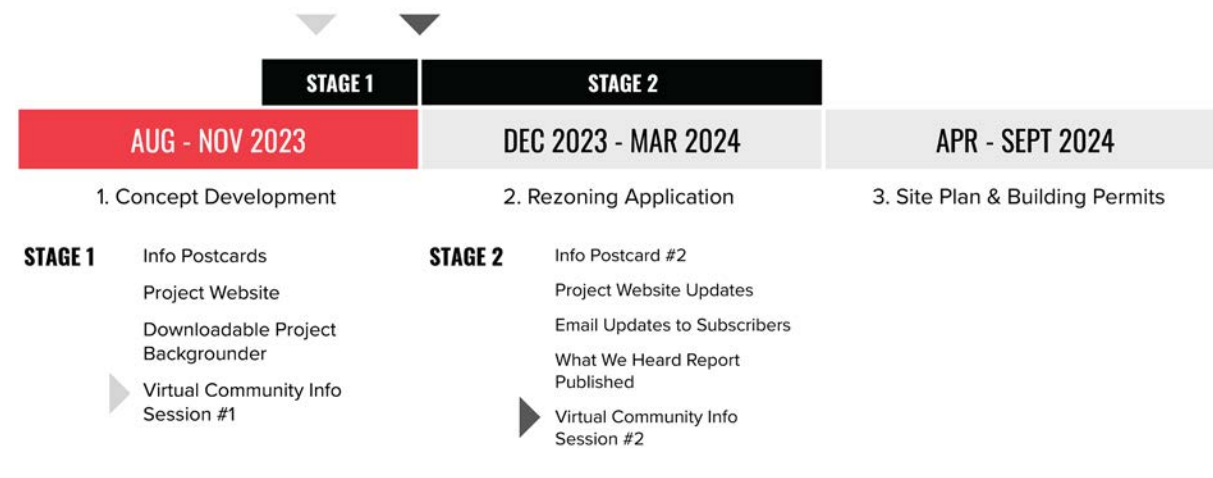 STAGE 1
STAGE 2
AUG - NOV 2023
DEC 2023 - MAR 2024
APR - SEPT 2024
1. Concept Development
2. Rezoning Application
3. Site Plan & Building Permits
STAGE 1
Info Postcards
Project Website
Downloadable Project
Backgrounder
Virtual Community Info
Session #1
STAGE 2
Info Postcard #2
Project Website Updates
Email Updates to Subscribers
What We Heard Report
Published
Virtual Community Info
Session #2